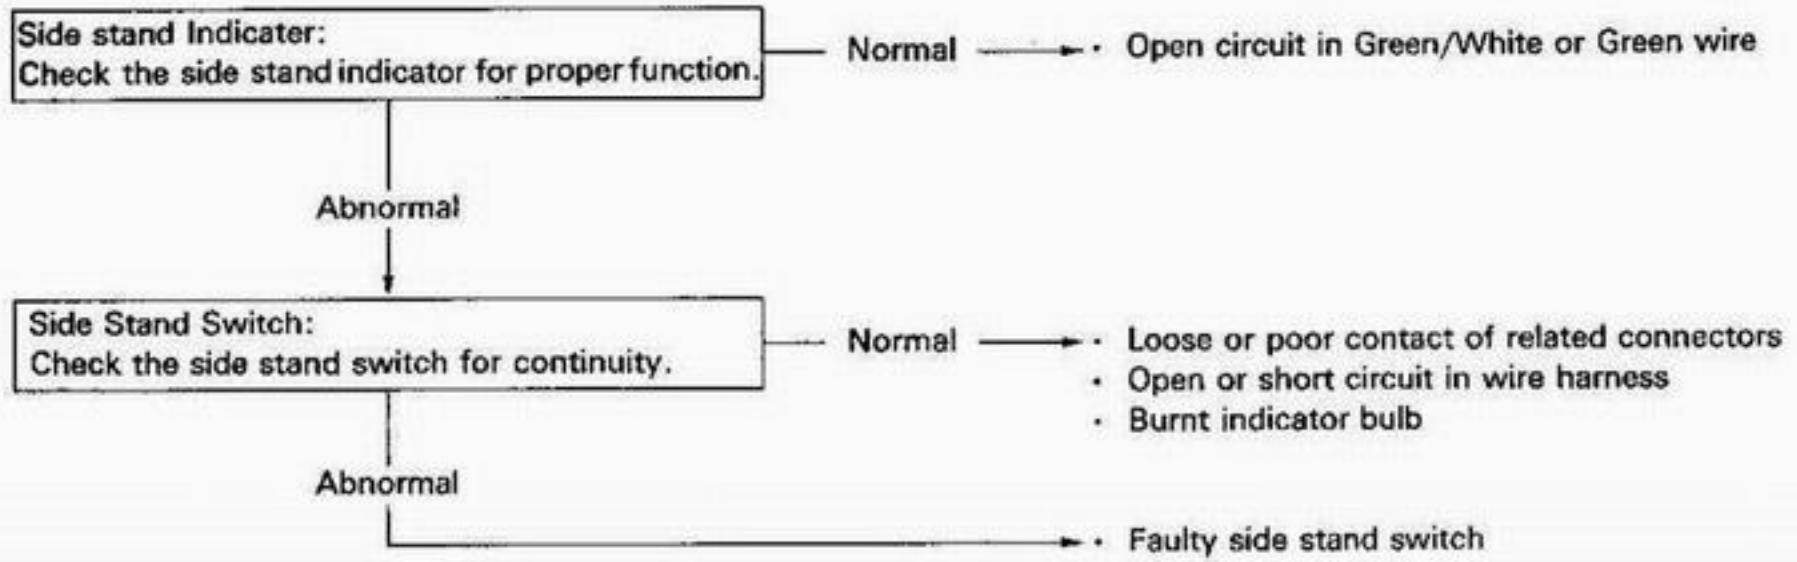 Side stand Indicater:
Check the side stand indicator for proper function.
Normal
· Open circuit in Green/White or Green wire
Abnormal
Side Stand Switch:
Check the side stand switch for continuity.
Normal
· Loose or poor contact of related connectors
· Open or short circuit in wire harness
· Burnt indicator bulb
Abnormal
· Faulty side stand switch